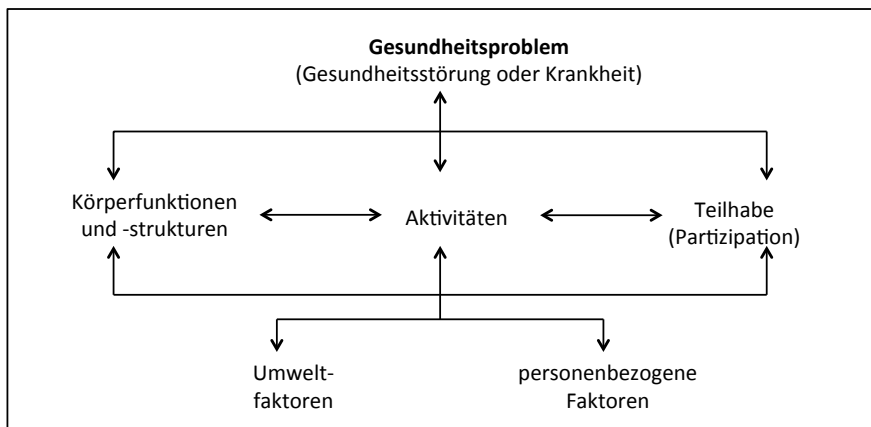 Gesundheitsproblem
(Gesundheitsstörung oder Krankheit)
Körperfunktionen
und -strukturen
Aktivitäten
Teilhabe
(Partizipation)
Umwelt-
faktoren
personenbezogene
Faktoren